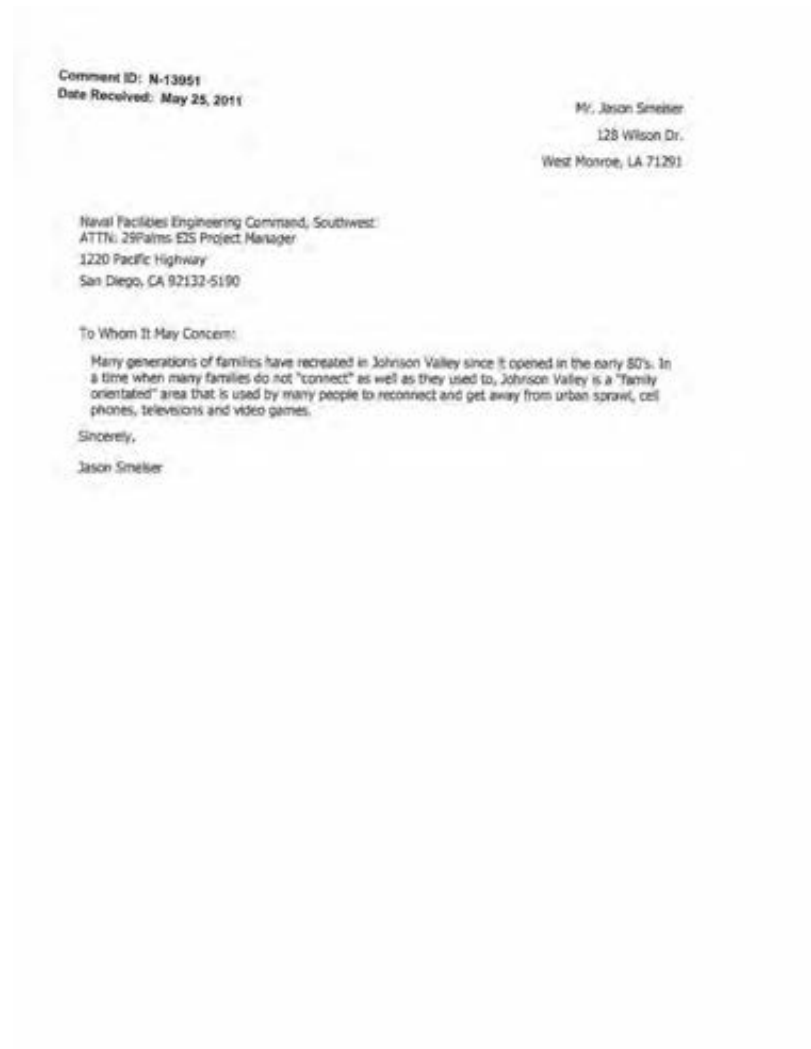 Comment ID: N-13951
Date Received: May 25, 2011
Mr. Jason Smelser
128 Wilson Dr.
West Monroe, LA 71291
Naval Facilities Engineering Command, Southwest
ATTN: 29Palms EIS Project Manager
1220 Pacific Highway
San Diego, CA 92132-5190
To Whom It May Concern:
Many generations of families have recreated in Johnson Valley since it opened in the early 80's. In
a time when many families do not "connect" as well as they used to, Johnson Valley is a "family
orientated" area that is used by many people to reconnect and get away from urban sprawl, cell
phones, televisions and video games.
Sincerely,
Jason Smelser